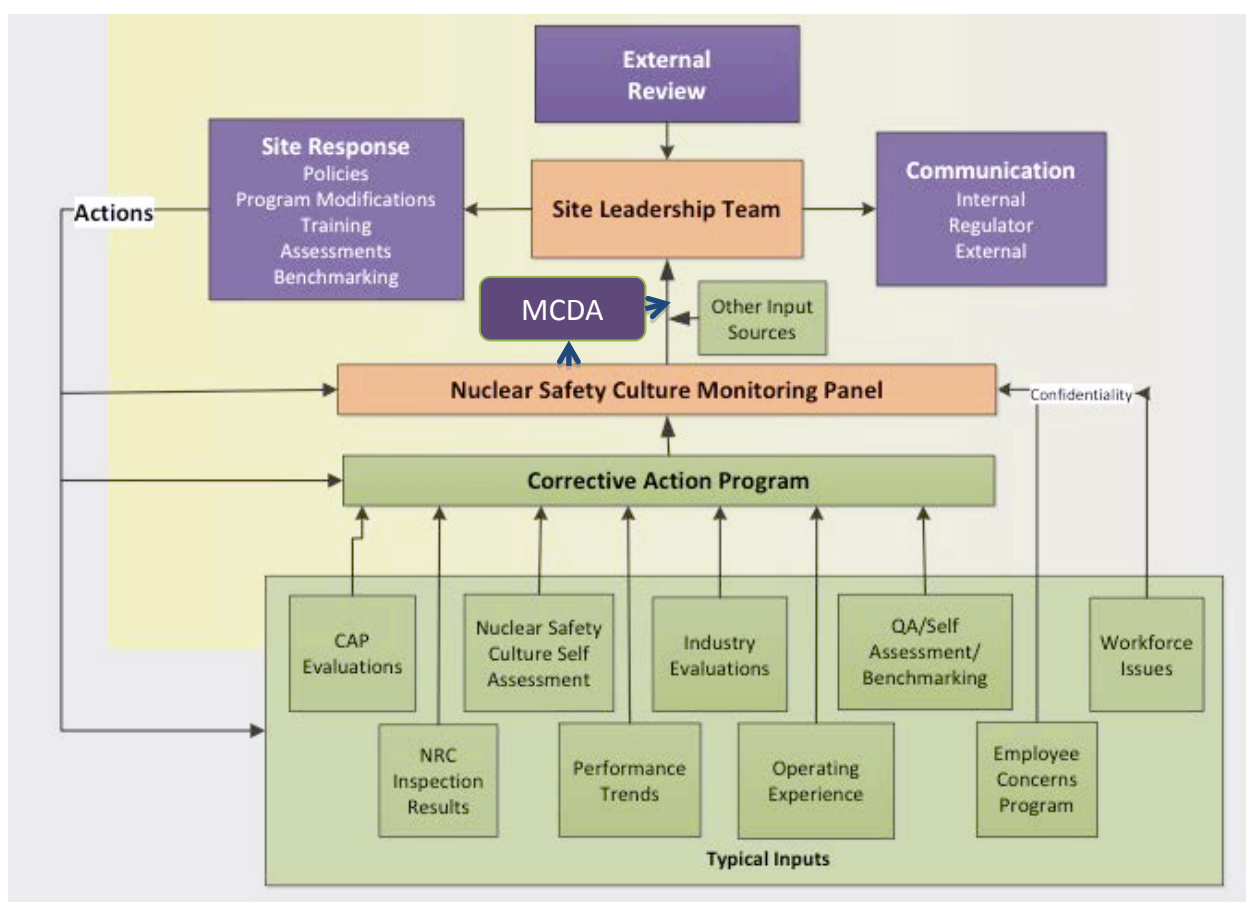 External
Review
Site Response
Policies
Program Modifications
Training
Assessments
Benchmarking
Actions
Site Leadership Team
Communication
Internal
Regulator
External
MCDA
Other Input
Sources
Nuclear Safety Culture Monitoring Panel
Confidentiality
Corrective Action Program
CAP
Evaluations
Nuclear Safety
Culture Self
Assessment
Industry
Evaluations
QA/Self
Assessment/
Benchmarking
Workforce
Issues
NRC
Inspection
Results
Performance
Trends
Operating
Experience
Employee
Concerns
Program
Typical Inputs